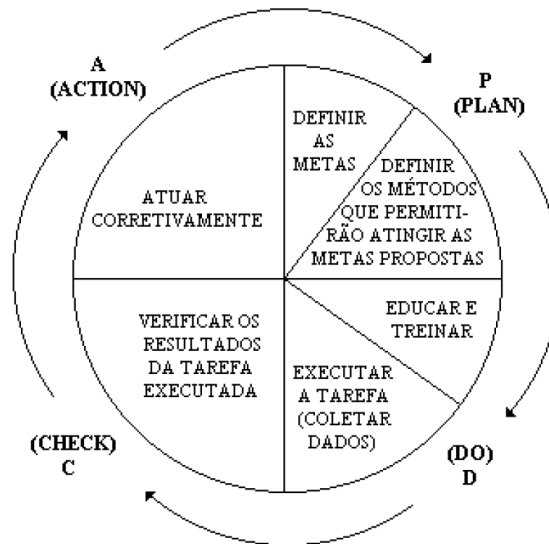 A
(ACTION)
P
(PLAN)
DEFINIR
AS
METAS
DEFINIR
OS MÉTODOS
QUE PERMITI-
RÃO ATINGIR AS
METAS PROPOSTAS
ATUAR
CORRETIVAMENTE
EDUCAR E
TREINAR
VERIFICAR OS
RESULTADOS
DA TAREFA
EXECUTADA
EXECUTAR
A TAREFA
(COLETAR
DADOS)
(CHECK)
C
(DO)
D